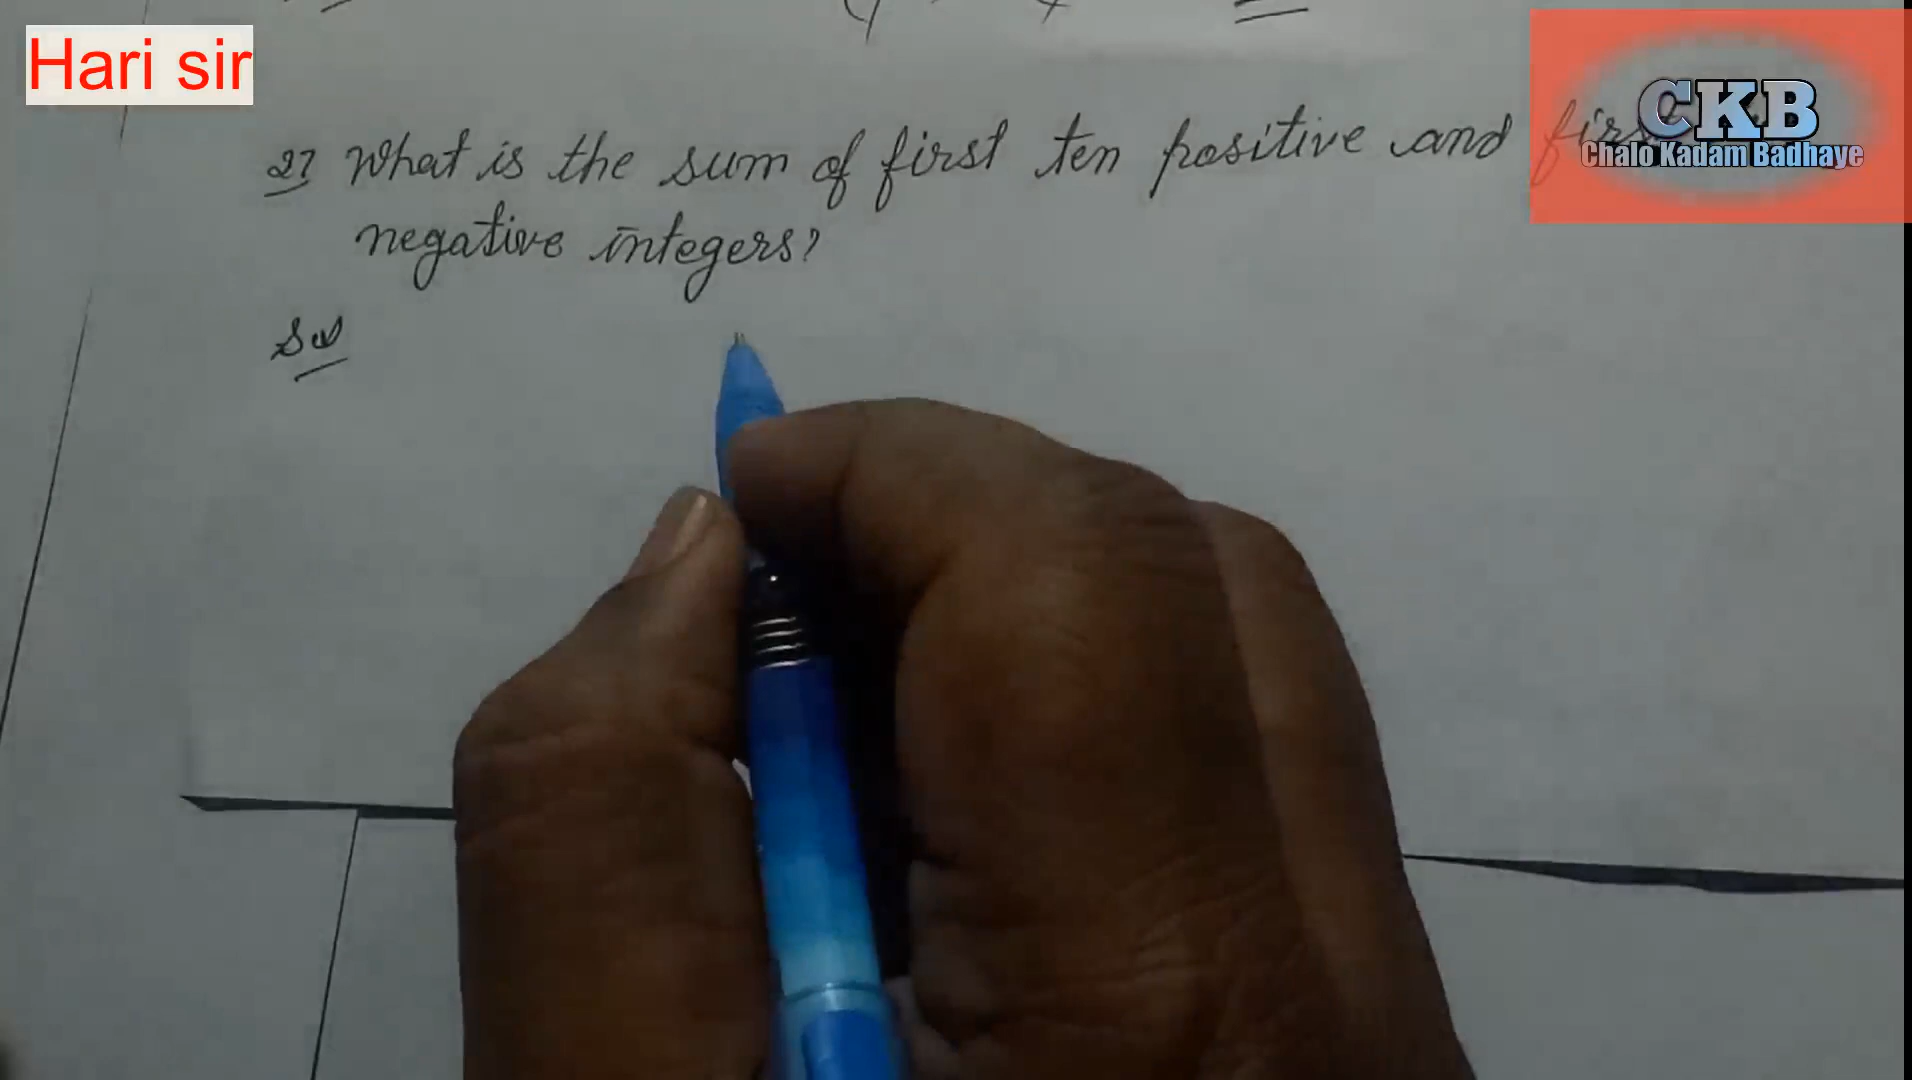 Hari sir
CKB
Chalo Kadam Badhaye
27 What is the sum of first ten positive and first
negative integers?
Sol